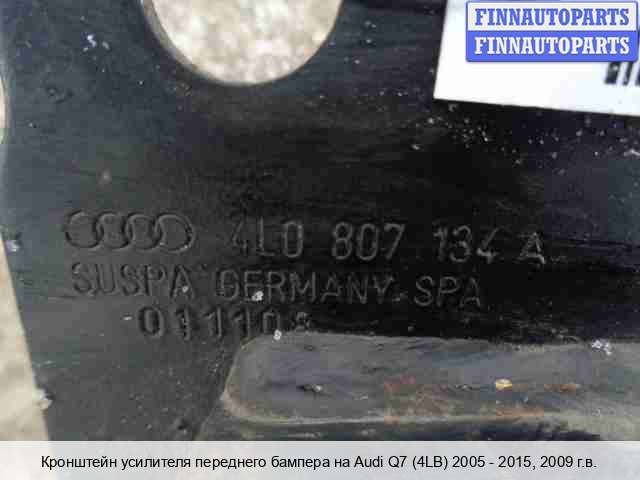 FINNAUTOPARTS
FINNAUTOPARTS
4L0 807 134 A
SUSPA GERMANY SPA
011108
Кронштейн усилителя переднего бампера на Audi Q7 (4LB) 2005 - 2015, 2009 г.в.